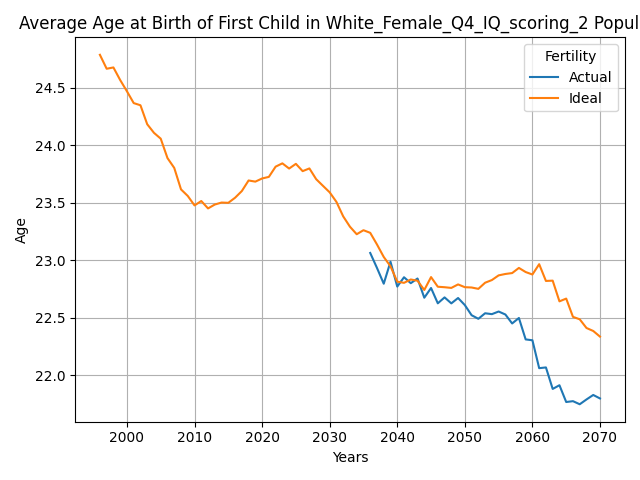 Average Age at Birth of First Child in White_Female_Q4_IQ_scoring_2 Popul
Fertility
Actual
Ideal
24.5
24.0
23.5
23.0
22.5
22.0
Age
2000 2010 2020 2030 2040 2050 2060 2070
Years